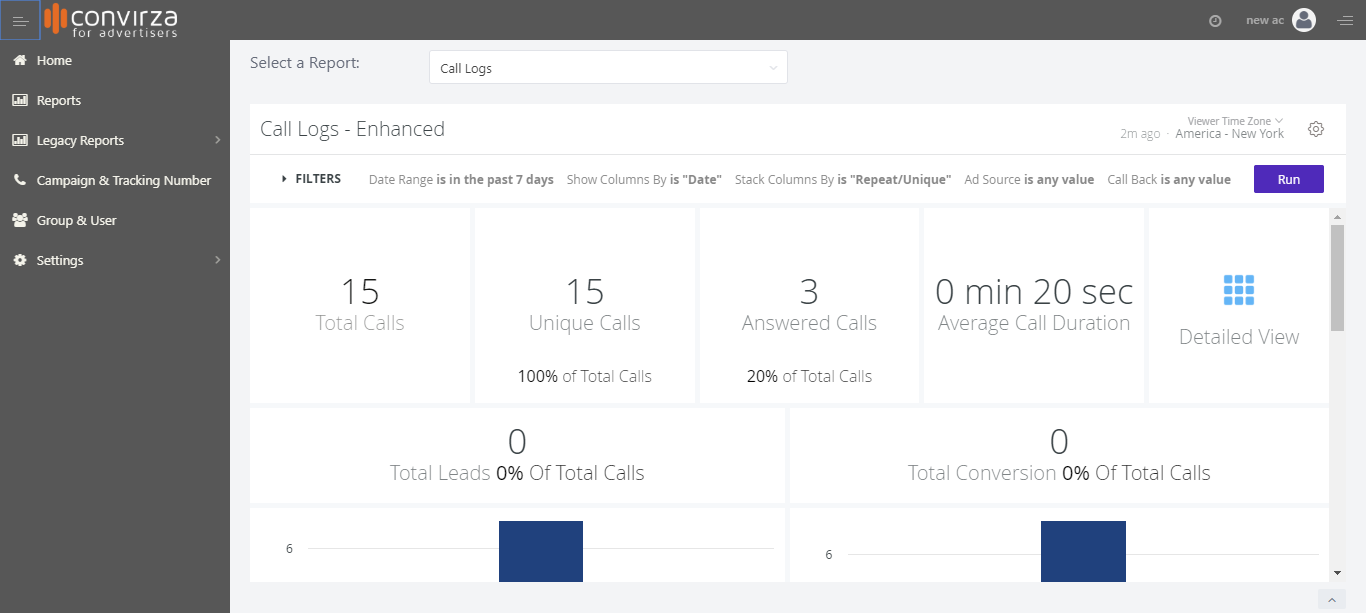 convirza
for advertisers
new ac
Home
Reports
Legacy Reports
Campaign & Tracking Number
Group & User
Settings
Select a Report:
Call Logs
Call Logs - Enhanced
Viewer Time Zone
2m ago · America - New York
FILTERS Date Range is in the past 7 days Show Columns By is "Date" Stack Columns By is "Repeat/Unique" Ad Source is any value Call Back is any value Run
15
Total Calls
15
Unique Calls
100% of Total Calls
3
Answered Calls
20% of Total Calls
0 min 20 sec
Average Call Duration
Detailed View
0
Total Leads 0% Of Total Calls
0
Total Conversion 0% Of Total Calls
6
6